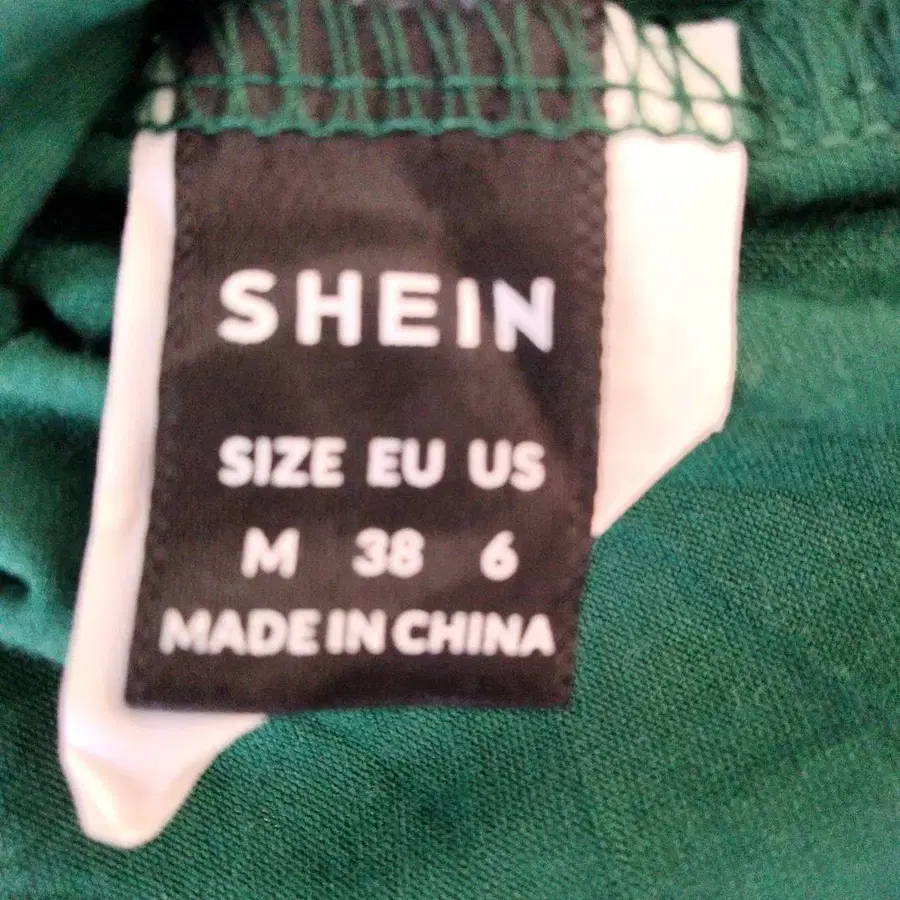 SHEIN
SIZE EU US
M 38 6
MADE IN CHINA